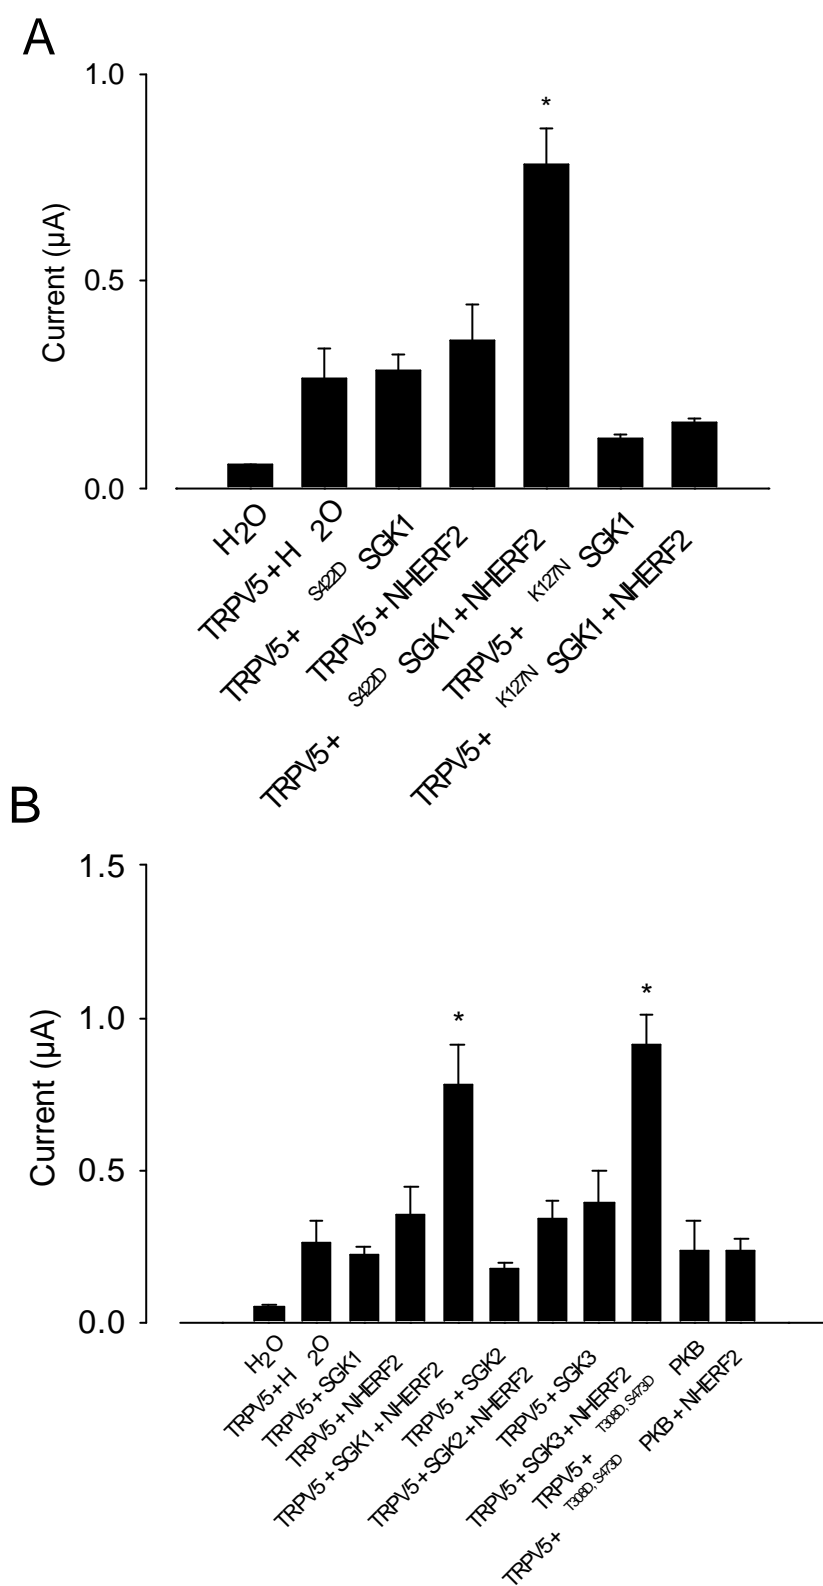 A
1.0
0.5
0.0
Current (µA)
*
H2O
TRPV5 + H 2O
TRPV5 + S422D SGK1
TRPV5 + NHERF2
TRPV5 + S422D SGK1 + NHERF2
TRPV5 + K127N SGK1
TRPV5 + K127N SGK1 + NHERF2
B
1.5
1.0
0.5
0.0
Current (µA)
*
*
H2O
TRPV5 + H 2O
TRPV5 + SGK1
TRPV5 + NHERF2
TRPV5 + SGK1 + NHERF2
TRPV5 + SGK2
TRPV5 + SGK2 + NHERF2
TRPV5 + SGK3
TRPV5 + SGK3 + NHERF2
TRPV5 + T308D, S473D PKB
TRPV5 + T308D, S473D PKB + NHERF2